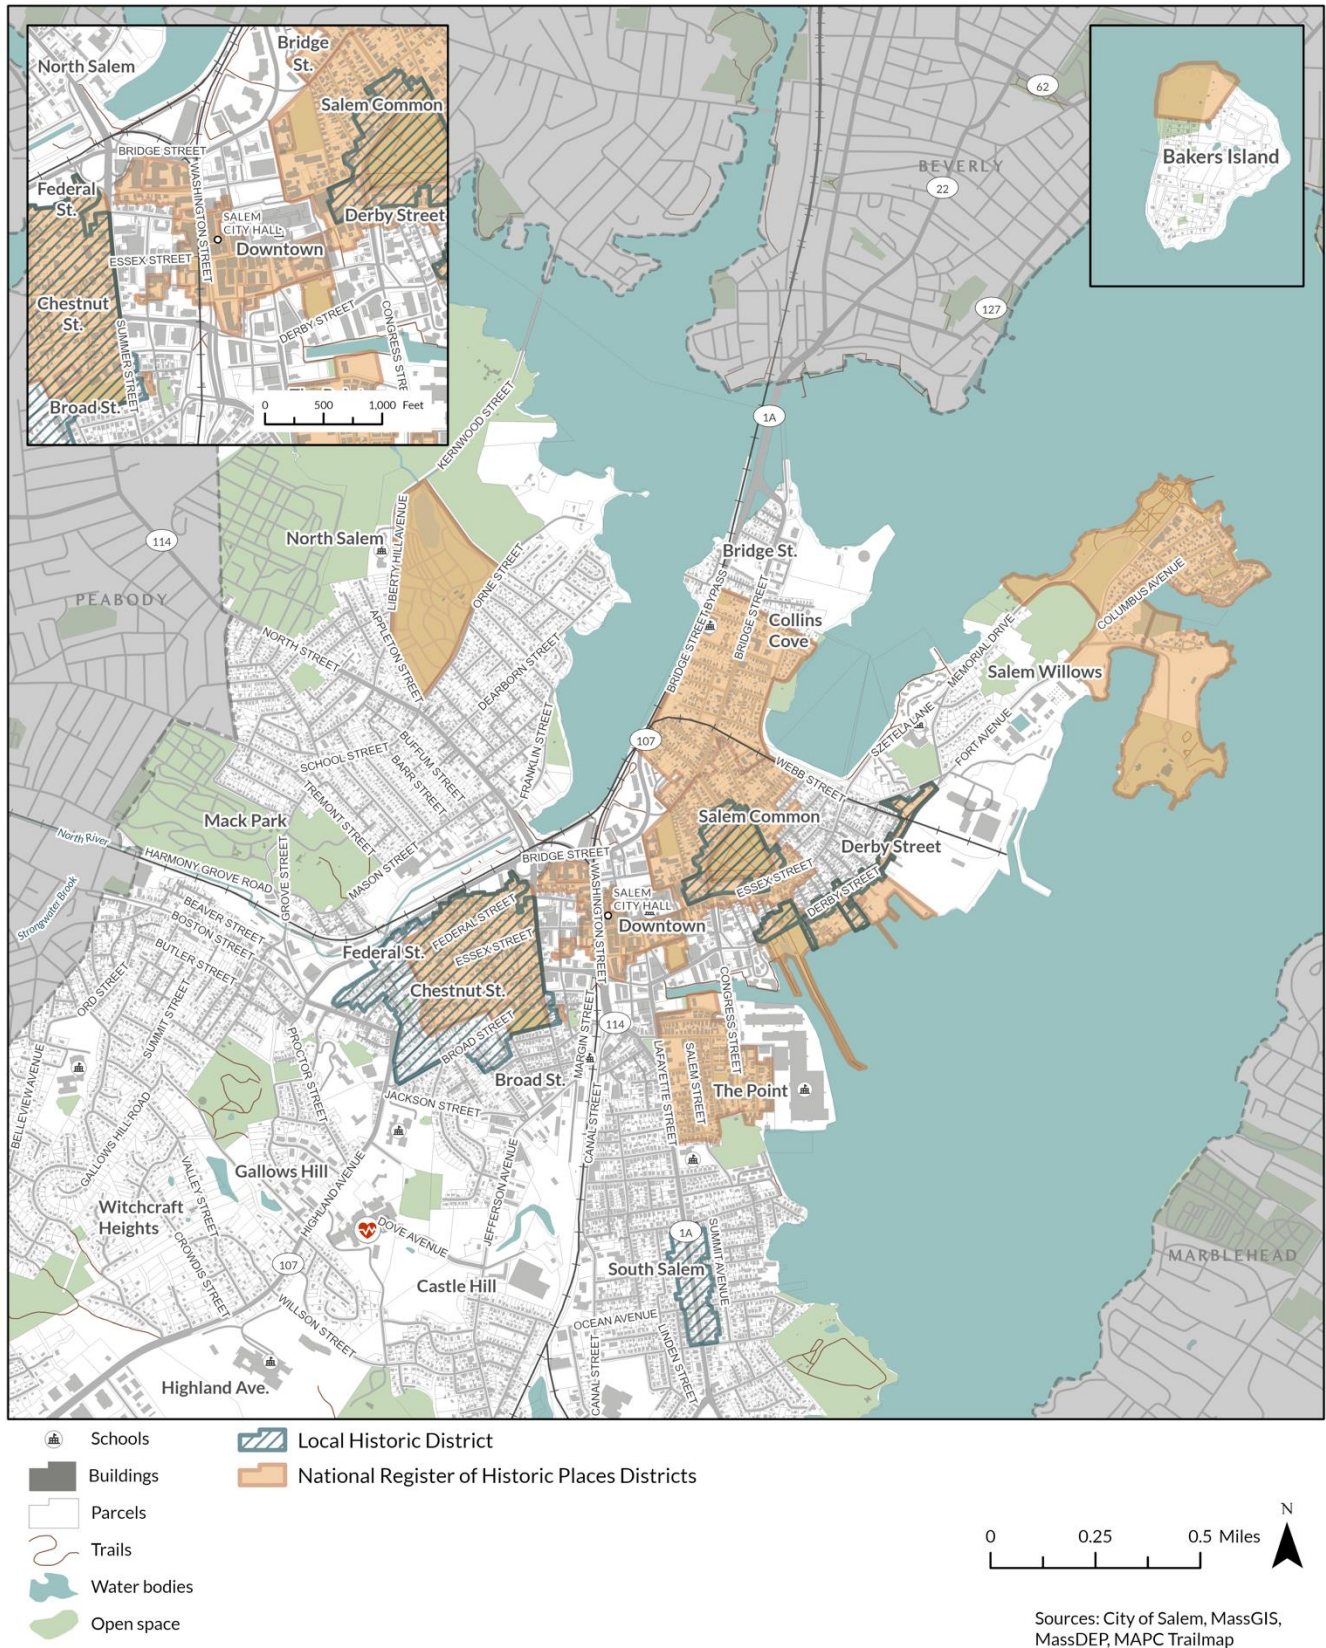 North Salem
Bridge
St.
Salem Common
BRIDGE STREET
WASHINGTON STREET
Federal
St.
SALEM
CITY HALL
Derby Street
Downtown
ESSEX STREET
Chestnut
St.
SUMMER STREET
DERBY STREET
CONGRESS STRE
Broad St.
0 500 1,000 Feet
62
BEVERLY
22
127
Bakers Island
1A
KERNWOOD STREET
114
PEABODY
North Salem
LIBERTY HILL AVENUE
ORNE STREET
APPLETON STREET
NORTH STREET
DEARBORN STREET
FRANKLIN STREET
SCHOOL STREET
BUFFUM STREET
BARR STREET
TREMONT STREET
MASON STREET
Mack Park
GROVE STREET
North River
HARMONY GROVE ROAD
Strongwater Brook
Bridge St.
BRIDGE STREET BYPASS
BRIDGE STREET
Collins
Cove
107
WEBB STREET
Salem Common
ESSEX STREET
COLUMBUS AVENUE
MEMORIAL DRIVE
Salem Willows
SZETELA LANE
FORT AVENUE
Derby Street
DERBY STREET
BRIDGE STREET
WASHINGTON STREET
SALEM
CITY HALL
Downtown
BEAVER STREET
BOSTON STREET
BUTLER STREET
ORD STREET
SUMMIT STREET
Federal St.
FEDERAL STREET
ESSEX STREET
Chestnut St.
BROAD STREET
Broad St.
MARGIN STREET
114
CONGRESS STREET
LAFAYETTE STREET
SALEM STREET
The Point
PROCTOR STREET
JACKSON STREET
CANAL STREET
BELLEVIEW AVENUE
GALLOWS HILL ROAD
VALLEY STREET
Gallows Hill
HIGHLAND AVENUE
JEFFERSON AVENUE
Witchcraft
Heights
CROWDIS STREET
DOVE AVENUE
107
Castle Hill
WILLSON STREET
1A
SUMMIT AVENUE
South Salem
OCEAN AVENUE
LINDEN STREET
CANAL STREET
Highland Ave.
MARBLEHEAD
Schools
Buildings
Parcels
Trails
Water bodies
Open space
Local Historic District
National Register of Historic Places Districts
N
0 0.25 0.5 Miles
Sources: City of Salem, MassGIS,
MassDEP, MAPC Trailmap